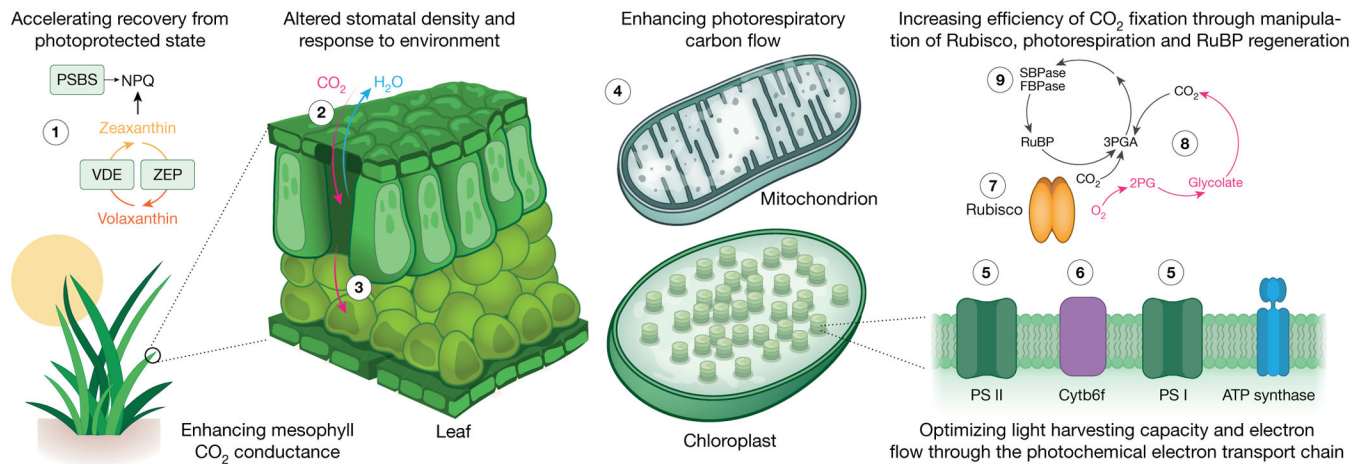 Accelerating recovery from
photoprotected state
PSBS
NPQ
1
Zeaxanthin
VDE
ZEP
Volaxanthin
Altered stomatal density and
response to environment
CO₂
H₂O
2
3
Enhancing mesophyll
CO₂ conductance
Leaf
Enhancing photorespiratory
carbon flow
4
Mitochondrion
Chloroplast
Increasing efficiency of CO₂ fixation through manipula-
tion of Rubisco, photorespiration and RuBP regeneration
9
SBPase
FBPase
CO₂
RuBP
3PGA
8
7
CO₂
2PG
Glycolate
Rubisco
O₂
5
6
5
PS II
Cytb6f
PS I
ATP synthase
Optimizing light harvesting capacity and electron
flow through the photochemical electron transport chain